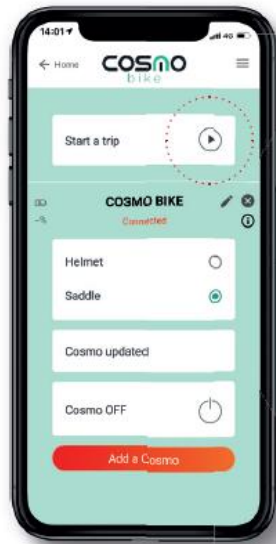 14:01
4G
← Home
COSMO
bike
Start a trip
COSMO BIKE
-%
Connected
Helmet
Saddle
Cosmo updated
Cosmo OFF
Add a Cosmo